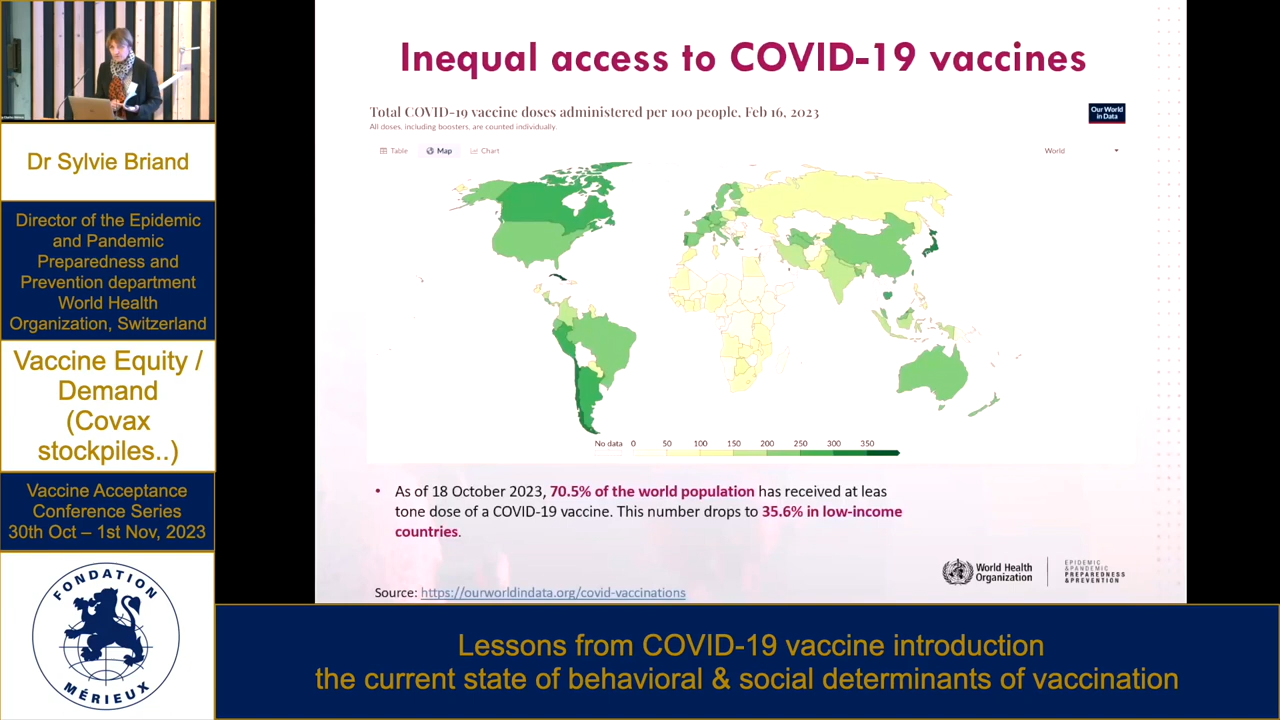 Dr Sylvie Briand
Director of the Epidemic
and Pandemic
Preparedness and
Prevention department
World Health
Organization, Switzerland
Vaccine Equity /
Demand
(Covax
stockpiles..)
Vaccine Acceptance
Conference Series
30th Oct – 1st Nov, 2023
FONDATION
MÉRIEUX
Inequal access to COVID-19 vaccines
Total COVID-19 vaccine doses administered per 100 people, Feb 16, 2023
All doses, including boosters, are counted individually.
Our World
in Data
Table Map Chart
World
No data 0 50 100 150 200 250 300 350
• As of 18 October 2023, 70.5% of the world population has received at leas
tone dose of a COVID-19 vaccine. This number drops to 35.6% in low-income
countries.
World Health
Organization
EPIDEMIC
&PANDEMIC
PREPAREDNESS
&PREVENTION
Source: https://ourworldindata.org/covid-vaccinations
Lessons from COVID-19 vaccine introduction
the current state of behavioral & social determinants of vaccination